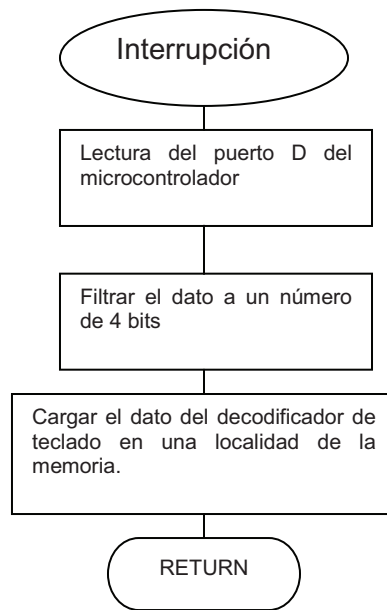 Interrupción
Lectura del puerto D del
microcontrolador
Filtrar el dato a un número
de 4 bits
Cargar el dato del decodificador de
teclado en una localidad de la
memoria.
RETURN